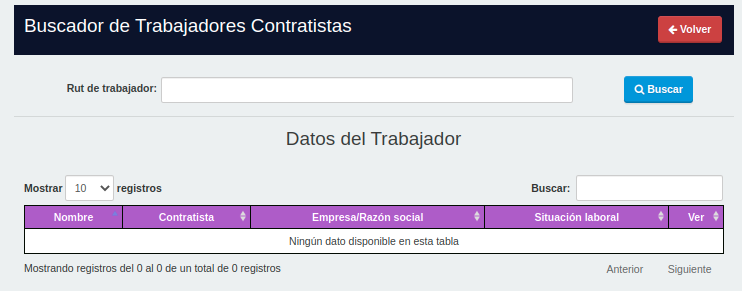 Buscador de Trabajadores Contratistas
Volver
Rut de trabajador:
Buscar
Datos del Trabajador
Mostrar 10 registros
Buscar:
Nombre Contratista Empresa/Razón social Situación laboral Ver
Ningún dato disponible en esta tabla
Mostrando registros del 0 al 0 de un total de 0 registros
Anterior Siguiente